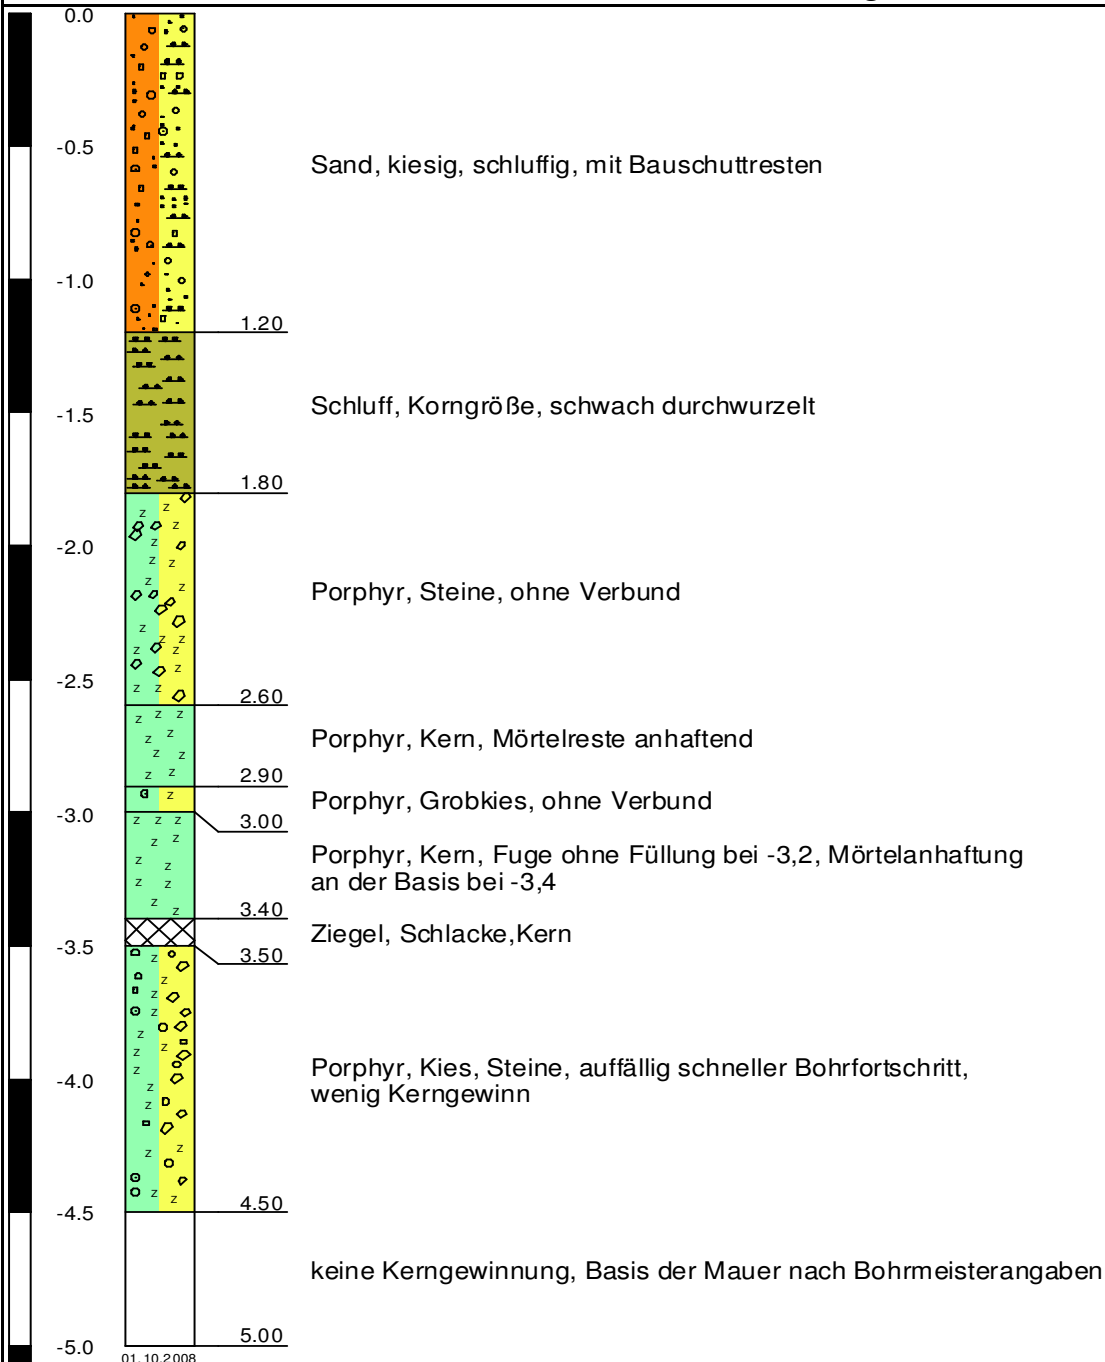 0.0
-0.5
Sand, kiesig, schluffig, mit Bauschuttresten
-1.0
1.20
-1.5
Schluff, Korngröße, schwach durchwurzelt
1.80
-2.0
Porphyr, Steine, ohne Verbund
-2.5
2.60
Porphyr, Kern, Mörtelreste anhaftend
2.90
Porphyr, Grobkies, ohne Verbund
-3.0
3.00
Porphyr, Kern, Fuge ohne Füllung bei -3,2, Mörtelanhaftung
an der Basis bei -3,4
3.40
Ziegel, Schlacke,Kern
-3.5
3.50
Porphyr, Kies, Steine, auffällig schneller Bohrfortschritt,
wenig Kerngewinn
-4.0
4.50
-4.5
keine Kerngewinnung, Basis der Mauer nach Bohrmeisterangaben
5.00
-5.0
01.10.2008